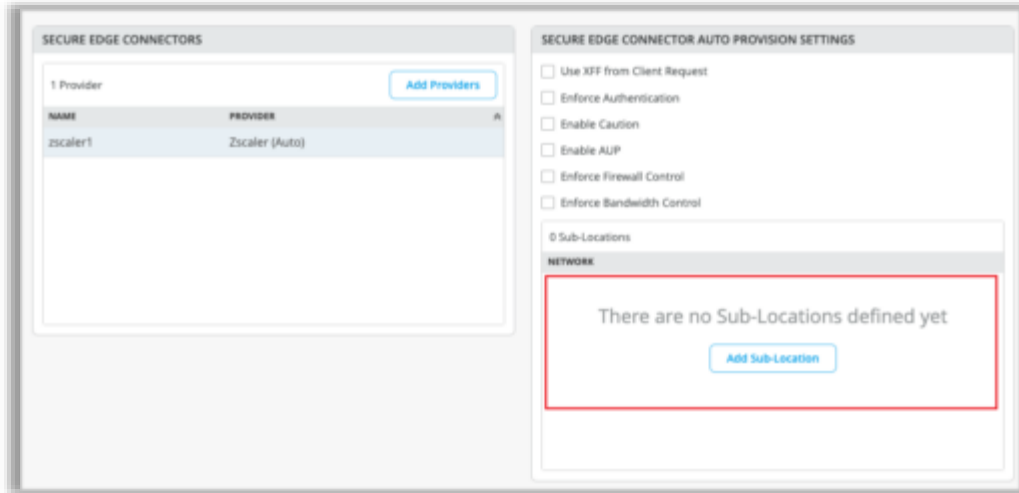 SECURE EDGE CONNECTORS
1 Provider
Add Providers
NAME PROVIDER
zscaler1 Zscaler (Auto)
SECURE EDGE CONNECTOR AUTO PROVISION SETTINGS
Use XFF from Client Request
Enforce Authentication
Enable Caution
Enable AUP
Enforce Firewall Control
Enforce Bandwidth Control
0 Sub-Locations
NETWORK
There are no Sub-Locations defined yet
Add Sub-Location